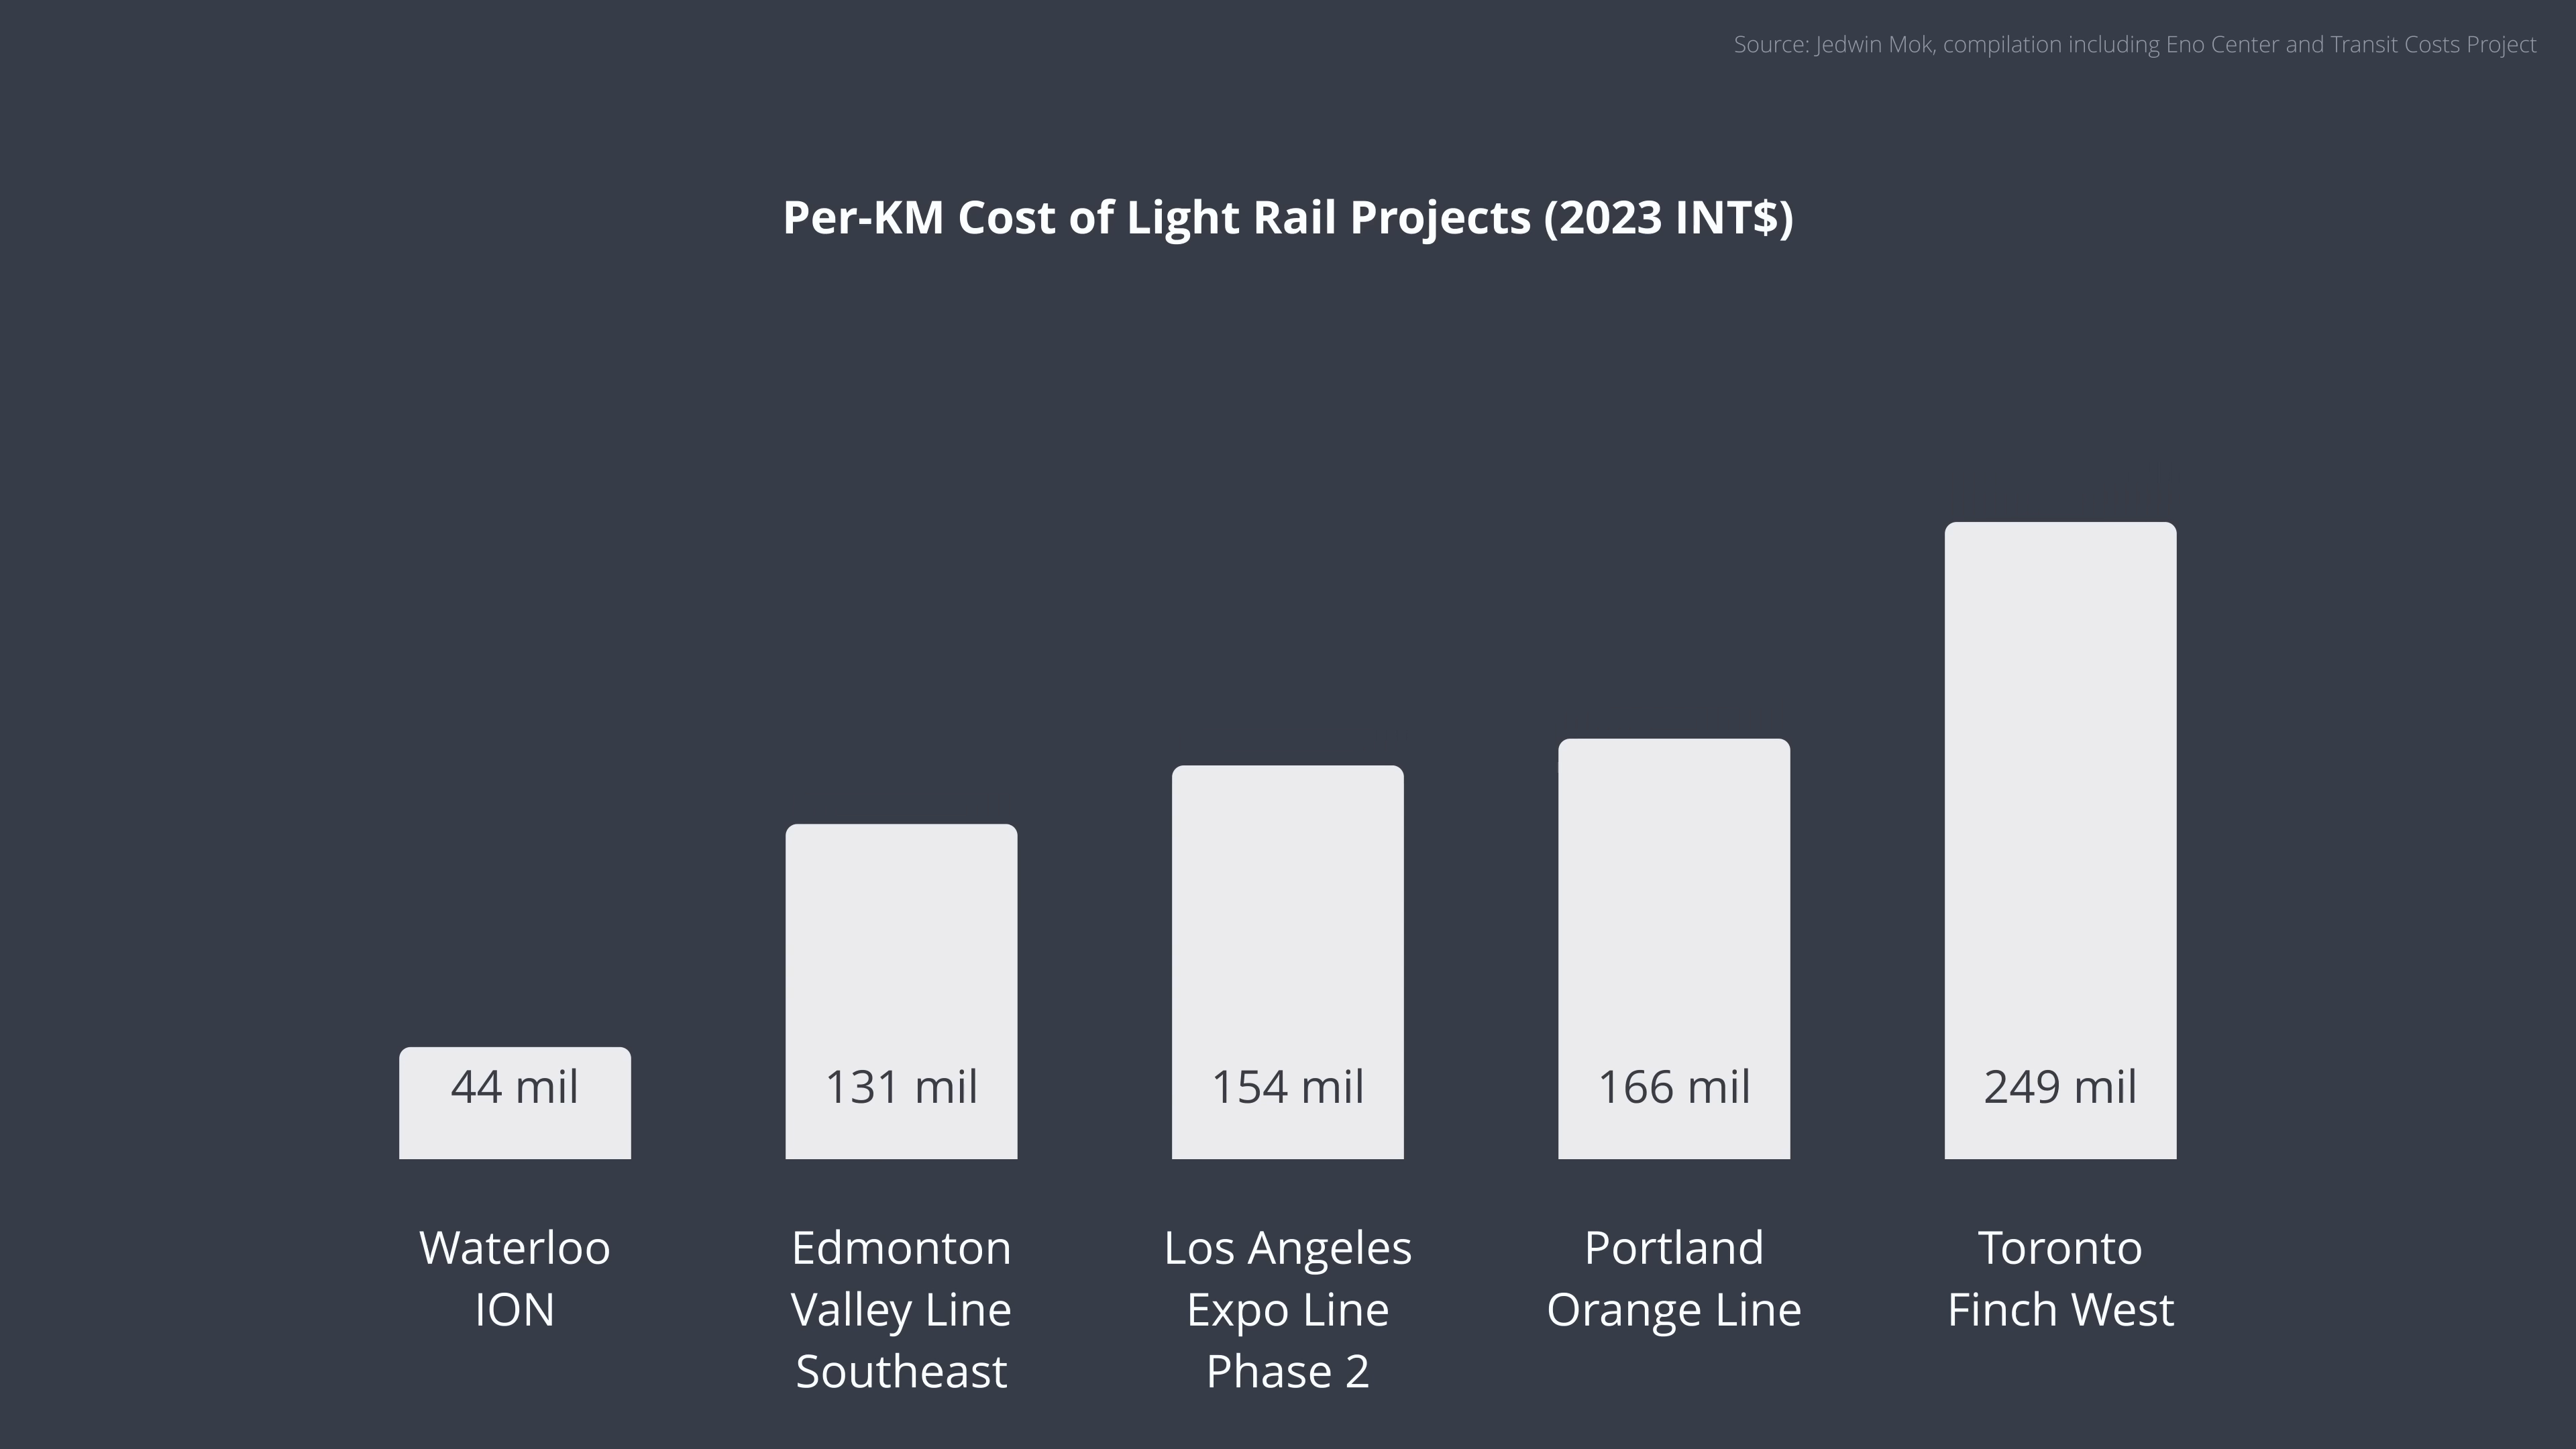 Source: Jedwin Mok, compilation including Eno Center and Transit Costs Project
Per-KM Cost of Light Rail Projects (2023 INT$)
44 mil
131 mil
154 mil
166 mil
249 mil
Waterloo
ION
Edmonton
Valley Line
Southeast
Los Angeles
Expo Line
Phase 2
Portland
Orange Line
Toronto
Finch West